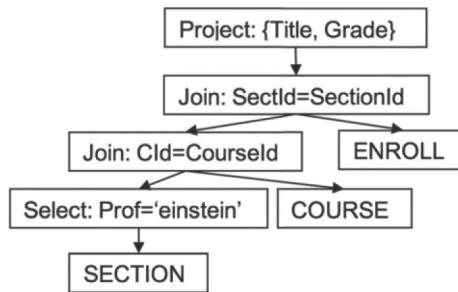 Project: {Title, Grade}
Join: SectId=SectionId
Join: CId=CourseId
ENROLL
Select: Prof=‘einstein’
COURSE
SECTION